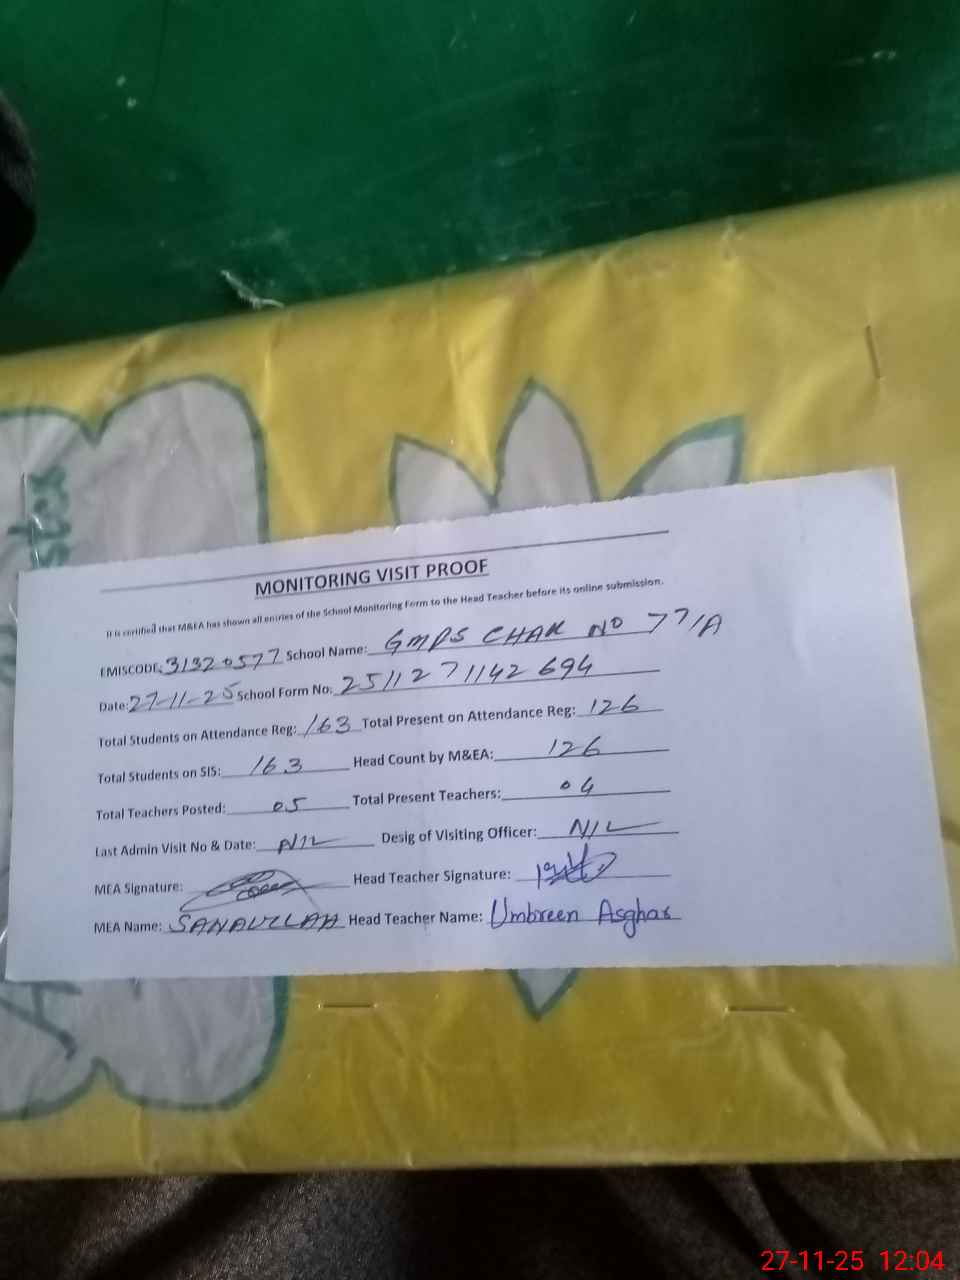 MONITORING VISIT PROOF
It is certified that M&EA has shown all entries of the School Monitoring Form to the Head Teacher before its online submission.
EMISCODE: 31320577 School Name: GMPS CHAK NO 77/A
Date: 27-11-25 School Form No: 2511271142694
Total Students on Attendance Reg: 163 Total Present on Attendance Reg: 126
Total Students on SIS: 163 Head Count by M&EA: 126
Total Teachers Posted: 05 Total Present Teachers: 04
Last Admin Visit No & Date: NIL Desig of Visiting Officer: NIL
MEA Signature: Head Teacher Signature:
MEA Name: SANAULLAH Head Teacher Name: Umbreen Asghar
27-11-25 12:04